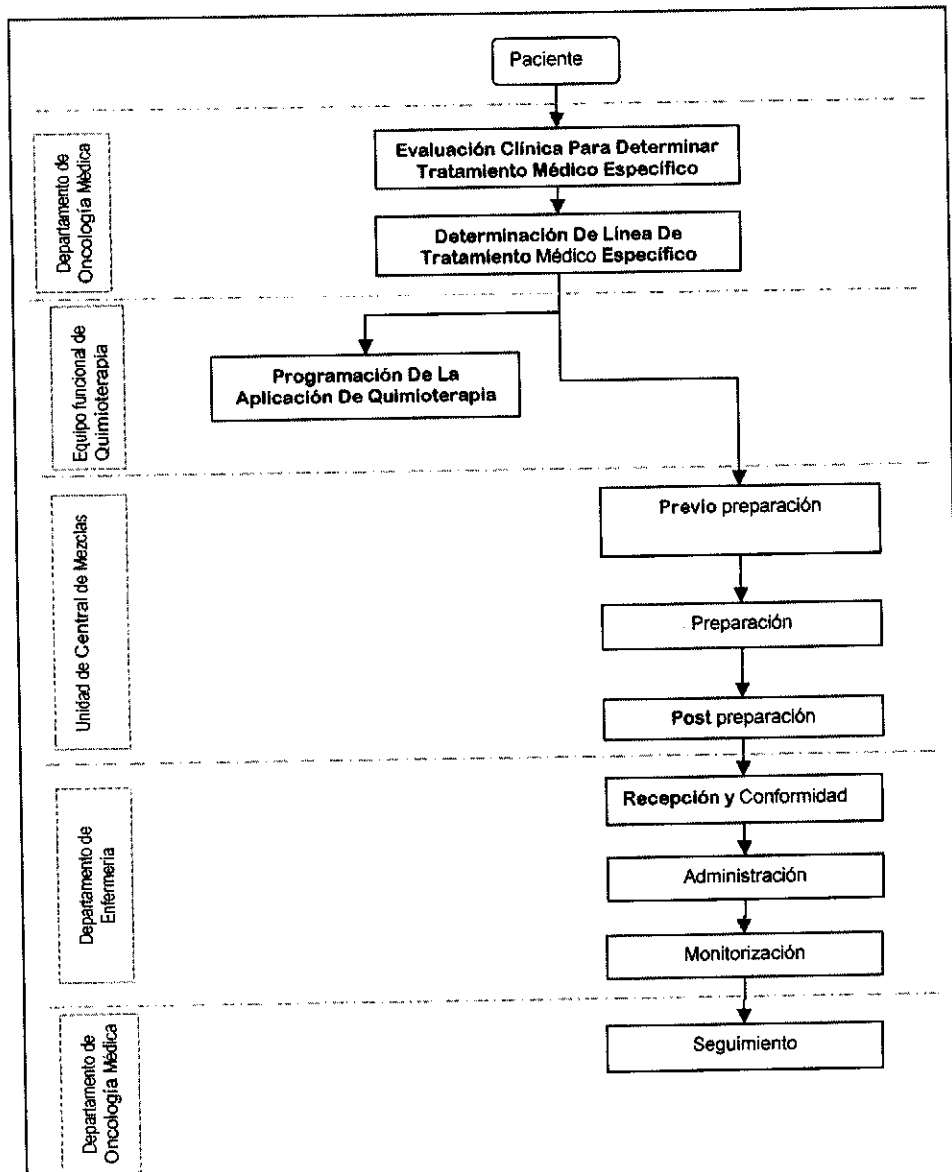 Paciente
Departamento de
Oncología Médica
Evaluación Clínica Para Determinar
Tratamiento Médico Específico
Determinación De Línea De
Tratamiento Médico Específico
Equipo funcional de
Quimioterapia
Programación De La
Aplicación De Quimioterapia
Unidad de Central de Mezclas
Previo preparación
Preparación
Post preparación
Departamento de
Enfermería
Recepción y Conformidad
Administración
Monitorización
Departamento de
Oncología Médica
Seguimiento